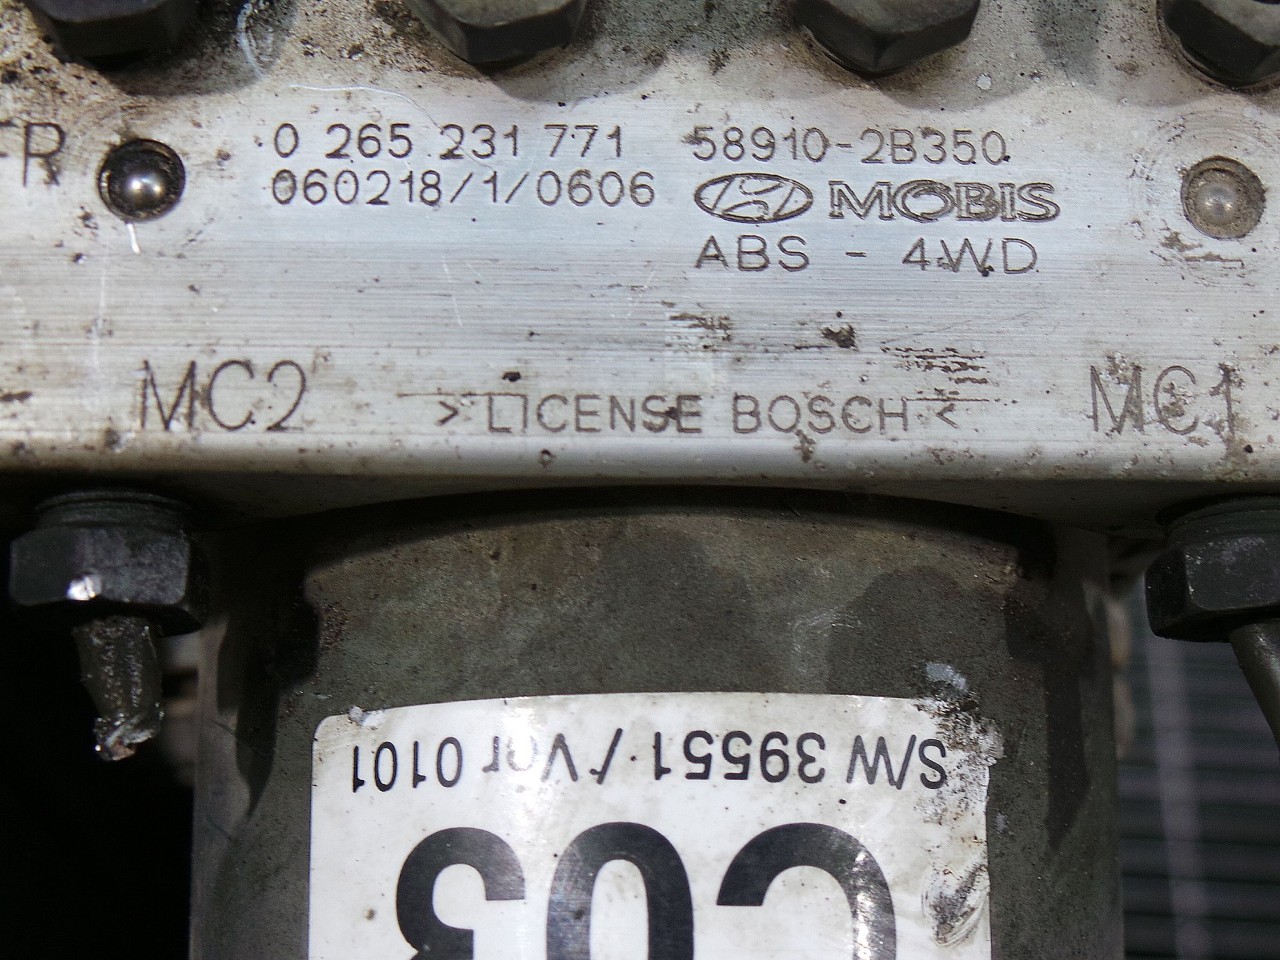 FR
0 265 231 771 58910-2B350
060218/1/0606 MOBIS
ABS - 4WD
MC2 >LICENSE BOSCH< MC1
S/W 39551 / Ver 0101
C03